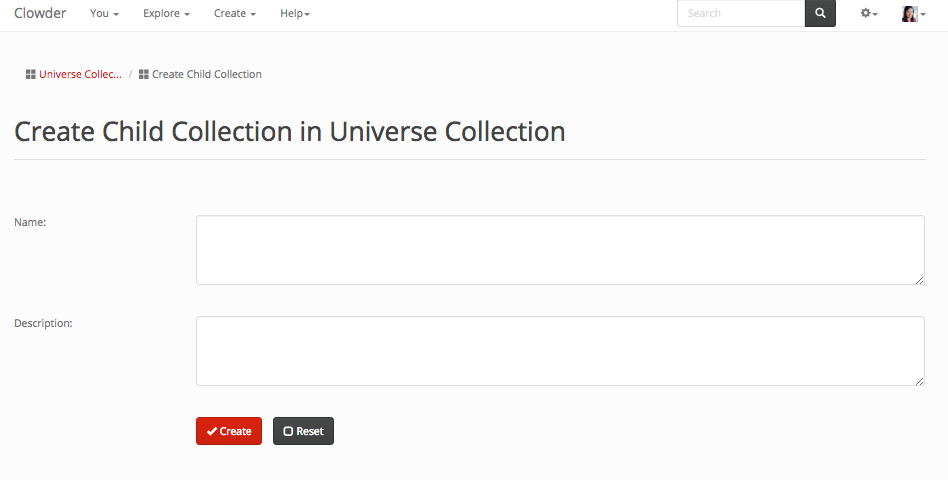 Clowder You Explore Create Help Search
Universe Collec... / Create Child Collection
Create Child Collection in Universe Collection
Name:
Description:
Create Reset